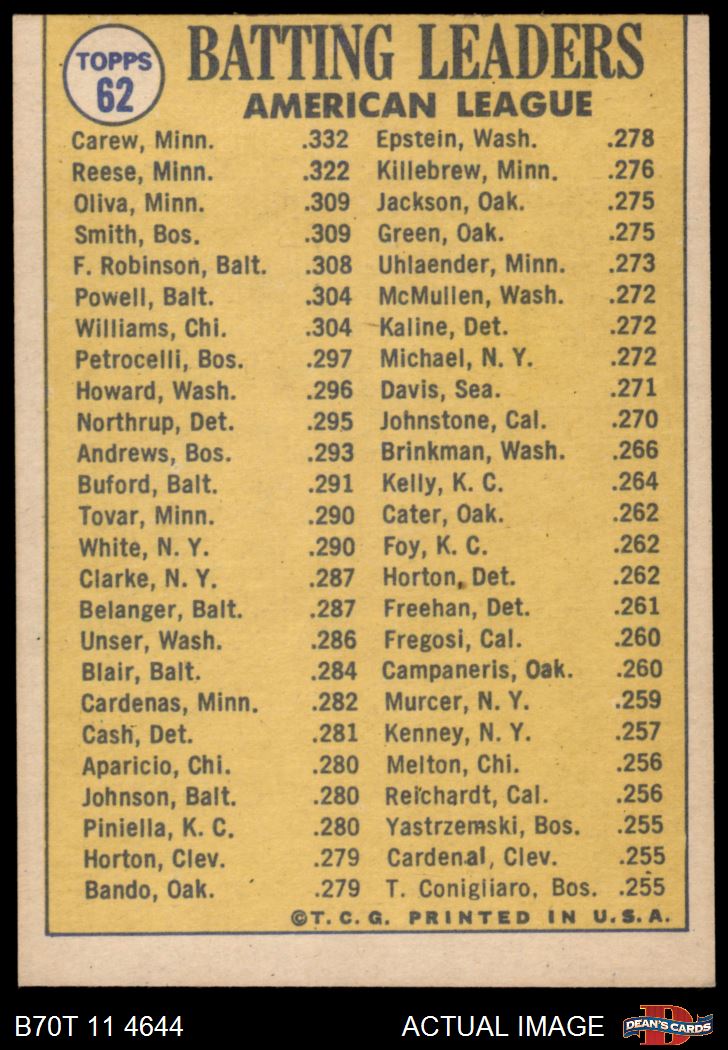 TOPPS
62
BATTING LEADERS
AMERICAN LEAGUE
Carew, Minn. .332 Epstein, Wash. .278
Reese, Minn. .322 Killebrew, Minn. .276
Oliva, Minn. .309 Jackson, Oak. .275
Smith, Bos. .309 Green, Oak. .275
F. Robinson, Balt. .308 Uhlaender, Minn. .273
Powell, Balt. .304 McMullen, Wash. .272
Williams, Chi. .304 Kaline, Det. .272
Petrocelli, Bos. .297 Michael, N. Y. .272
Howard, Wash. .296 Davis, Sea. .271
Northrup, Det. .295 Johnstone, Cal. .270
Andrews, Bos. .293 Brinkman, Wash. .266
Buford, Balt. .291 Kelly, K. C. .264
Tovar, Minn. .290 Cater, Oak. .262
White, N. Y. .290 Foy, K. C. .262
Clarke, N. Y. .287 Horton, Det. .262
Belanger, Balt. .287 Freehan, Det. .261
Unser, Wash. .286 Fregosi, Cal. .260
Blair, Balt. .284 Campaneris, Oak. .260
Cardenas, Minn. .282 Murcer, N. Y. .259
Cash, Det. .281 Kenney, N. Y. .257
Aparicio, Chi. .280 Melton, Chi. .256
Johnson, Balt. .280 Reichardt, Cal. .256
Piniella, K. C. .280 Yastrzemski, Bos. .255
Horton, Clev. .279 Cardenal, Clev. .255
Bando, Oak. .279 T. Conigliaro, Bos. .255
©T. C. G. PRINTED IN U.S.A.
B70T 11 4644 ACTUAL IMAGE D DEAN'S CARDS